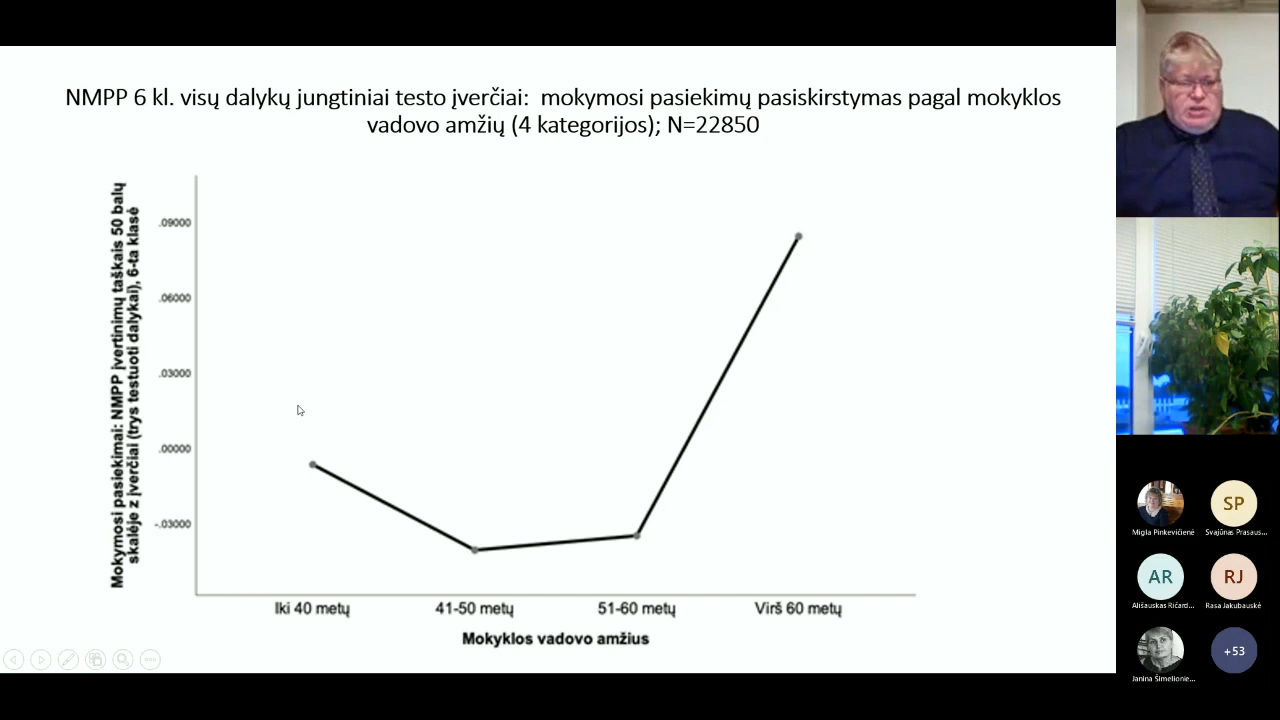 NMPP 6 kl. visų dalykų jungtiniai testo įverčiai: mokymosi pasiekimų pasiskirstymas pagal mokyklos
vadovo amžių (4 kategorijos); N=22850
Mokymosi pasiekimai: NMPP įvertinimų taškais 50 balų
skalėje z įverčiai (trys testuoti dalykai), 6-ta klasė
.09000
.06000
.03000
.00000
-.03000
Iki 40 metų
41-50 metų
51-60 metų
Virš 60 metų
Mokyklos vadovo amžius
SP
Migla Pinkevičienė
Svajūnas Prasaus...
AR
RJ
Ališauskas Ričard...
Rasa Jakubauskė
+53
Janina Šimelionie...